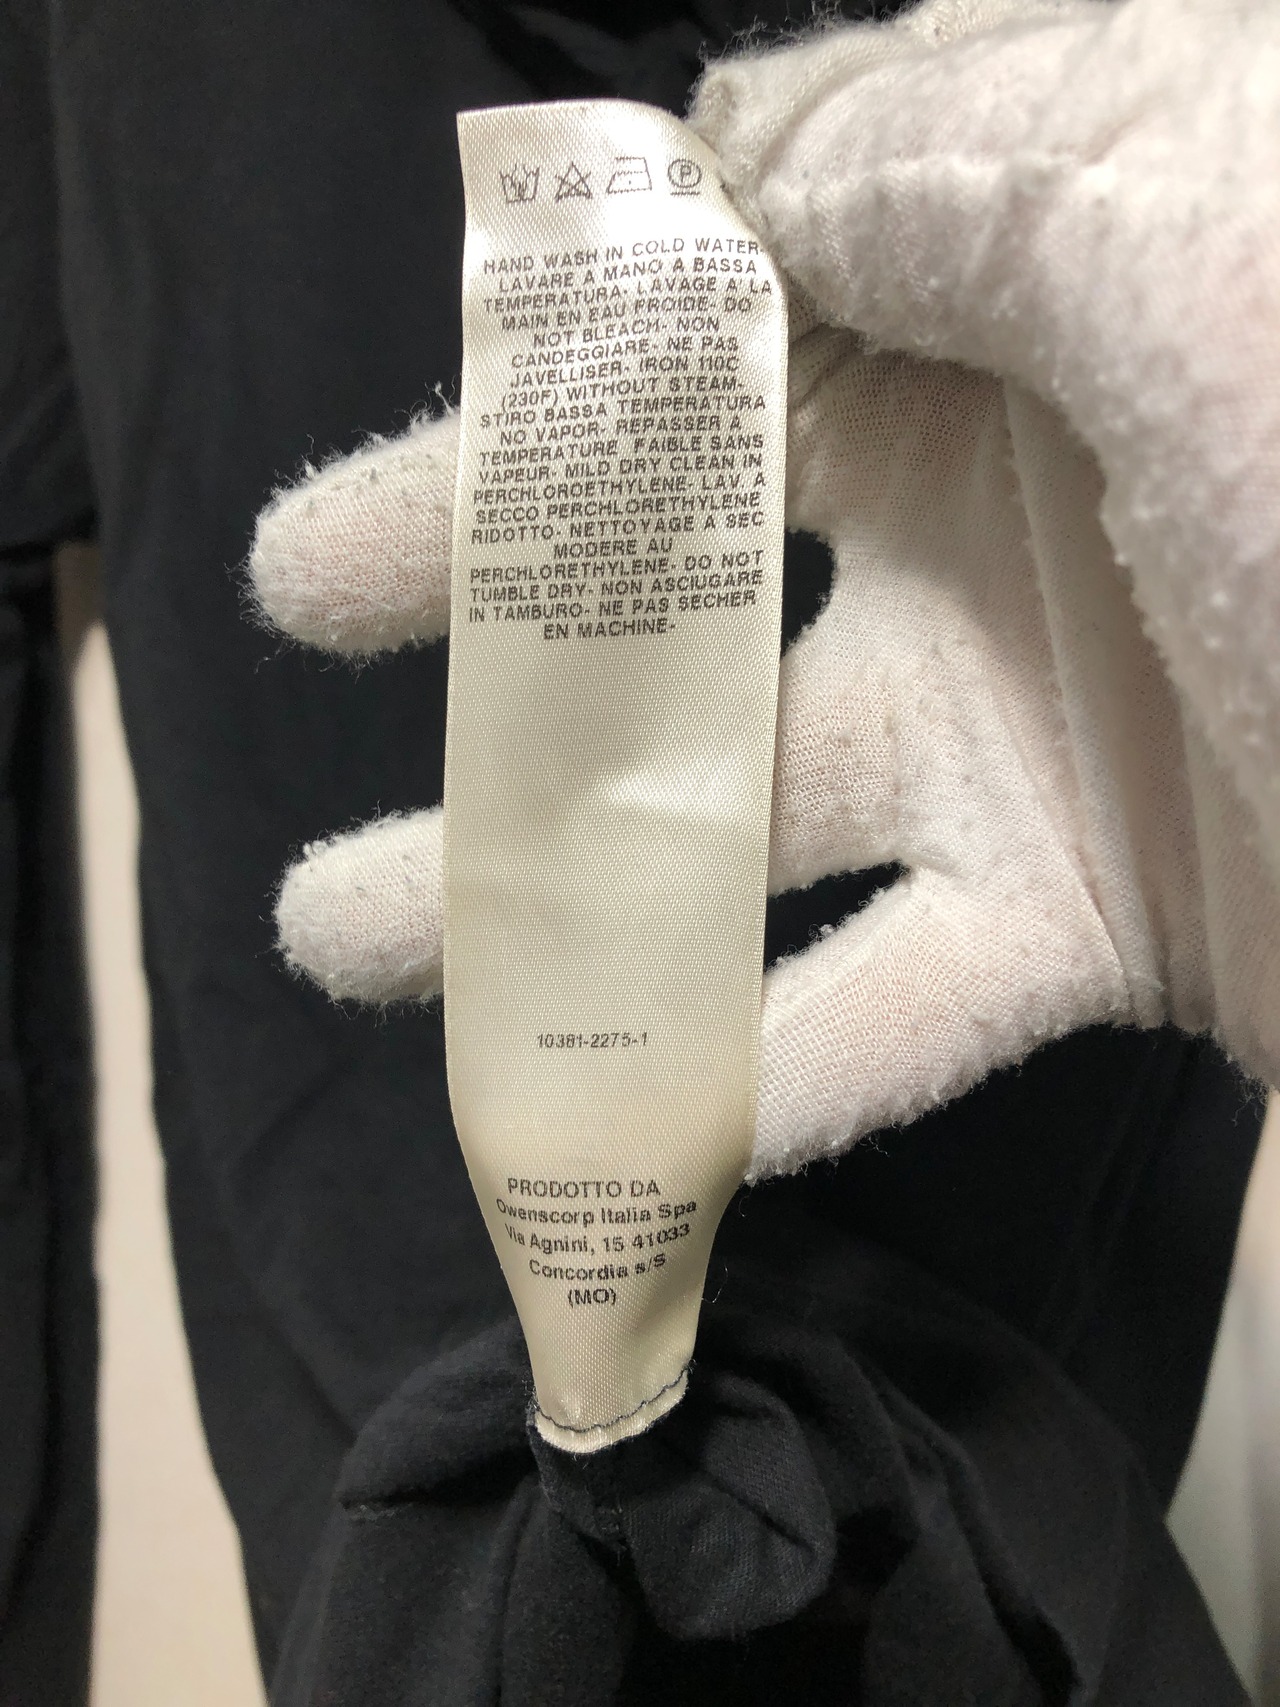 P
HAND WASH IN COLD WATER-
LAVARE A MANO A BASSA
TEMPERATURA- LAVAGE A LA
MAIN EN EAU FROIDE- DO
NOT BLEACH- NON
CANDEGGIARE- NE PAS
JAVELLISER- IRON 110C
(230F) WITHOUT STEAM-
STIRO BASSA TEMPERATURA
NO VAPOR- REPASSER A
TEMPERATURE FAIBLE SANS
VAPEUR- MILD DRY CLEAN IN
PERCHLOROETHYLENE- LAV. A
SECCO PERCHLORETHYLENE
RIDOTTO- NETTOYAGE A SEC
MODERE AU
PERCHLORETHYLENE- DO NOT
TUMBLE DRY- NON ASCIUGARE
IN TAMBURO- NE PAS SECHER
EN MACHINE-
10381-2275-1
PRODOTTO DA
Owenscorp Italia Spa
Via Agnini, 15 41033
Concordia s/S
(MO)